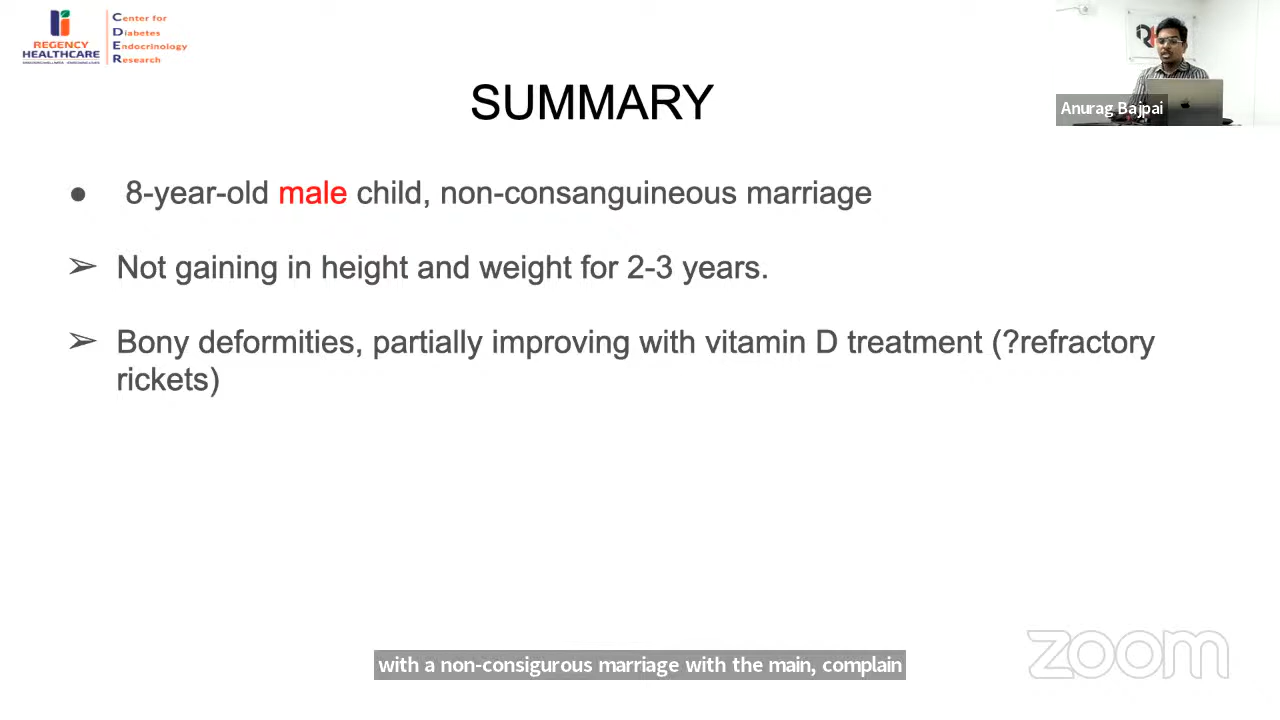 REGENCY
HEALTHCARE
Center for
Diabetes
Endocrinology
Research
Anurag Bajpai
SUMMARY
● 8-year-old male child, non-consanguineous marriage
➢ Not gaining in height and weight for 2-3 years.
➢ Bony deformities, partially improving with vitamin D treatment (?refractory
rickets)
with a non-consigurous marriage with the main, complain
zoom